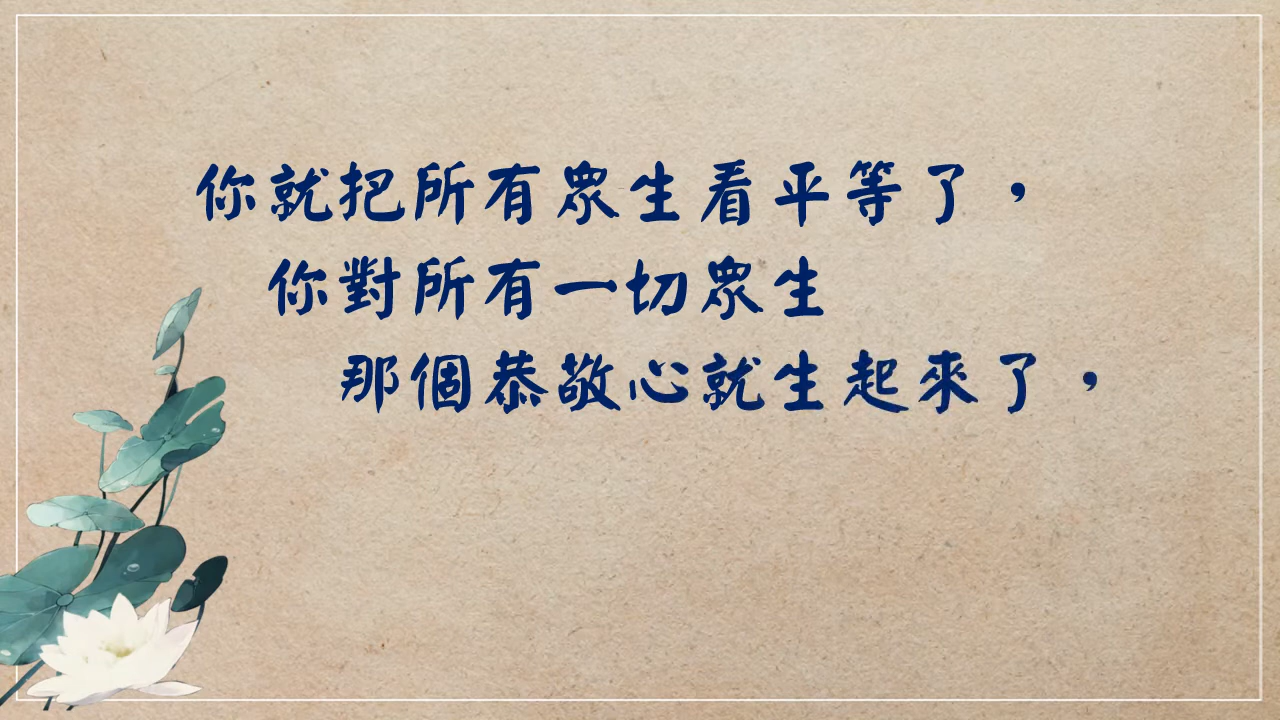 你就把所有眾生看平等了，
你對所有一切眾生
那個恭敬心就生起來了，